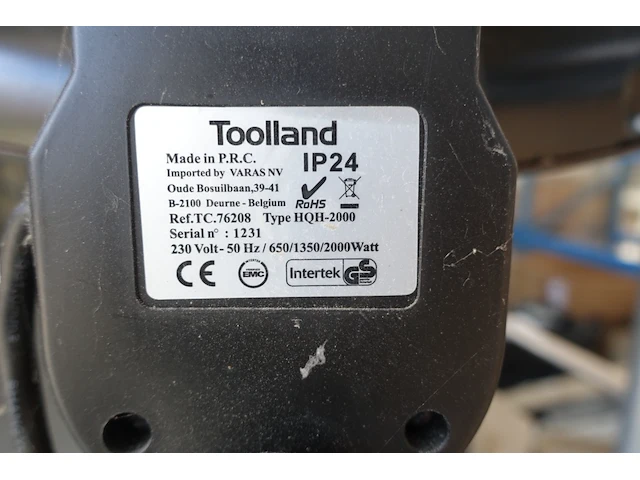 Toolland
Made in P.R.C. IP24
Imported by VARAS NV
Oude Bosuilbaan,39-41
B-2100 Deurne - Belgium RoHS
Ref.TC.76208 Type HQH-2000
Serial n° : 1231
230 Volt - 50 Hz / 650/1350/2000Watt
CE EMC Intertek GS